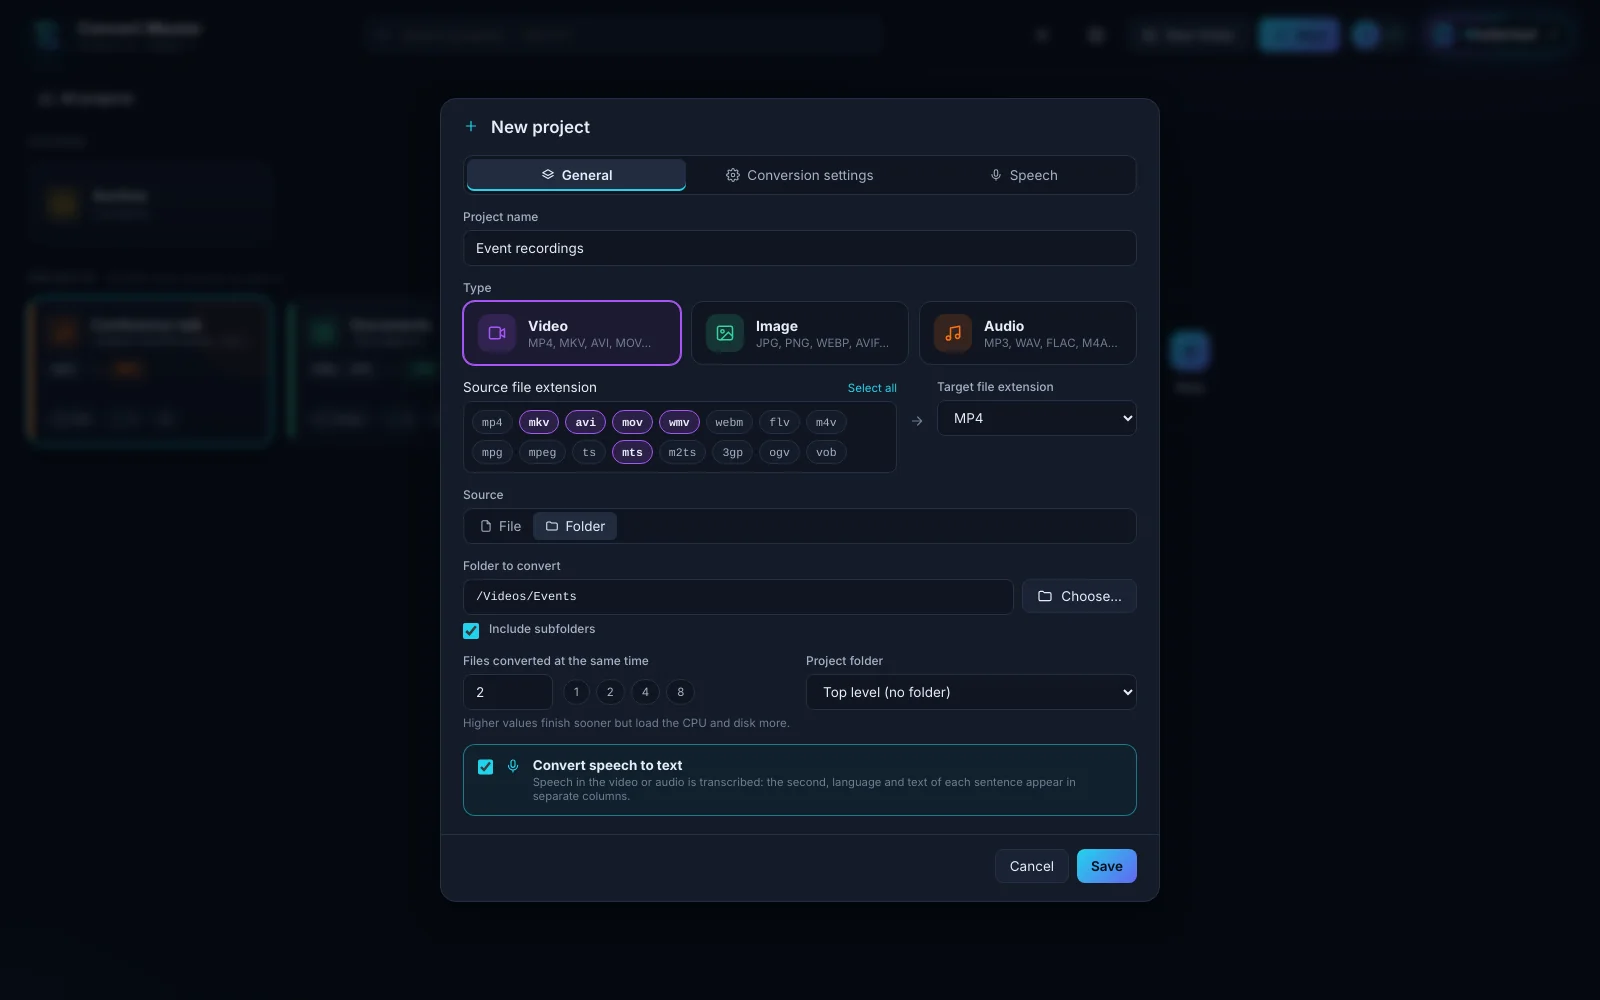 New project
General
Conversion settings
Speech
Project name
Event recordings
Type
Video
MP4, MKV, AVI, MOV...
Image
JPG, PNG, WEBP, AVIF...
Audio
MP3, WAV, FLAC, M4A...
Source file extension
Select all
Target file extension
mp4 mkv avi mov wmv webm flv m4v
mpg mpeg ts mts m2ts 3gp ogv vob
→
MP4
Source
File
Folder
Folder to convert
/Videos/Events
Choose...
Include subfolders
Files converted at the same time
2
1 2 4 8
Higher values finish sooner but load the CPU and disk more.
Project folder
Top level (no folder)
Convert speech to text
Speech in the video or audio is transcribed: the second, language and text of each sentence appear in
separate columns.
Cancel
Save